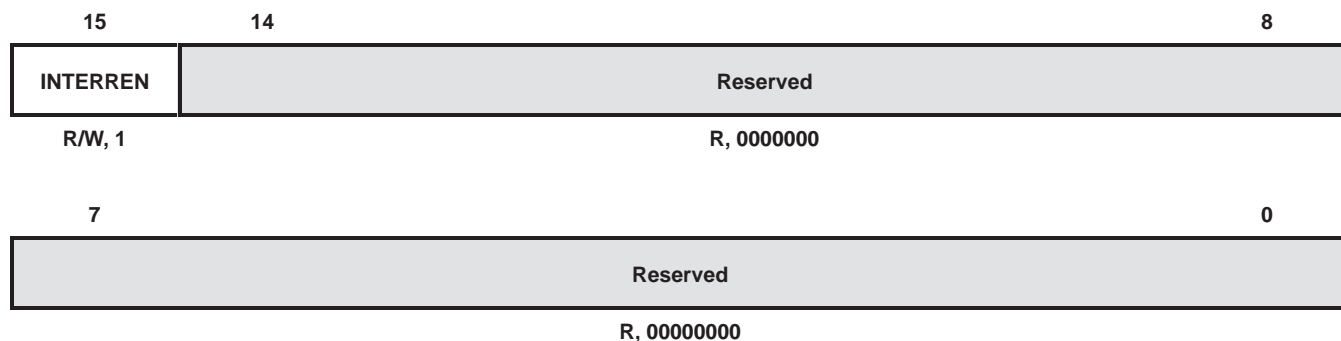 15 14 8
INTERREN Reserved
R/W, 1 R, 0000000
7 0
Reserved
R, 00000000